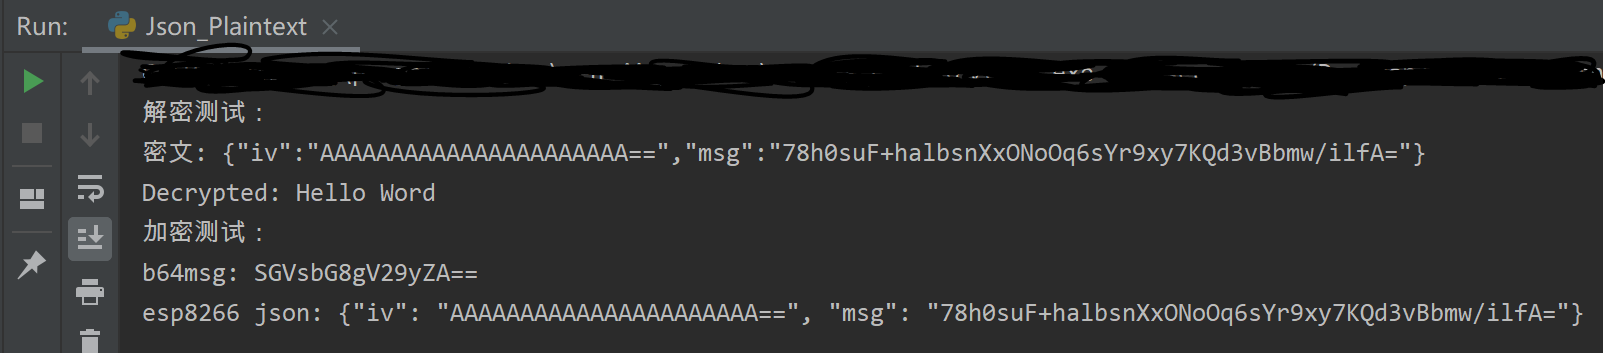 Run: Json_Plaintext
解密测试：
密文: {"iv":"AAAAAAAAAAAAAAAAAAAAAA==","msg":"78h0suF+halbsnXxONoOq6sYr9xy7KQd3vBbmw/ilfA="}
Decrypted: Hello Word
加密测试：
b64msg: SGVsbG8gV29yZA==
esp8266 json: {"iv": "AAAAAAAAAAAAAAAAAAAAAA==", "msg": "78h0suF+halbsnXxONoOq6sYr9xy7KQd3vBbmw/ilfA="}